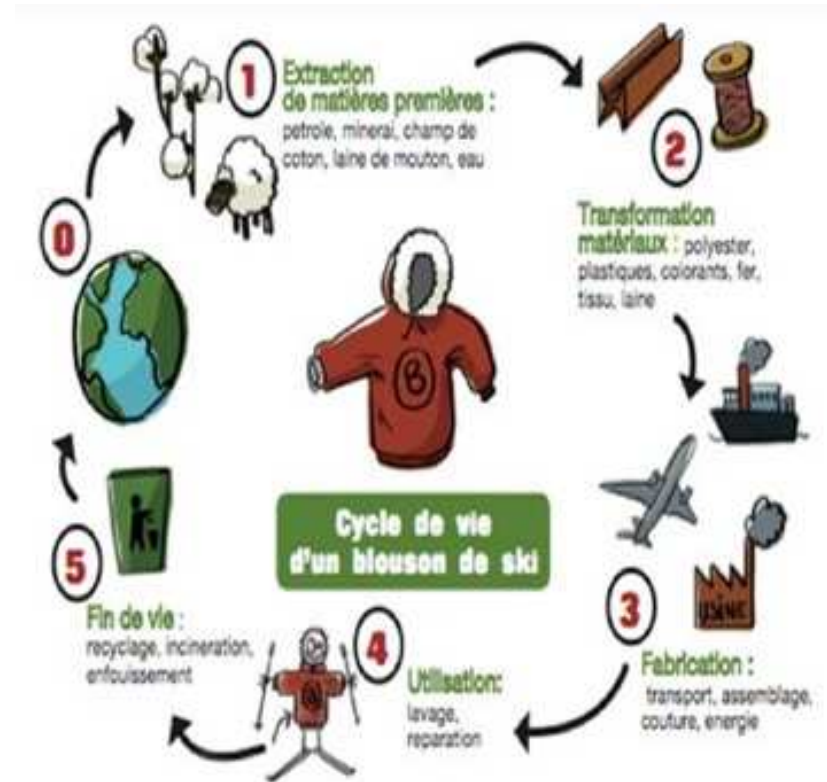 0
1
Extraction
de matières premières :
petrole, minerai, champ de
coton, laine de mouton, eau
2
Transformation
matériaux : polyester,
plastiques, colorants, fer,
tissu, laine
3
usine
Fabrication :
transport, assemblage,
couture, energie
4
Utilisation:
lavage,
reparation
5
Fin de vie :
recyclage, incineration,
enfouissement
B
Cycle de vie
d'un blouson de ski
B